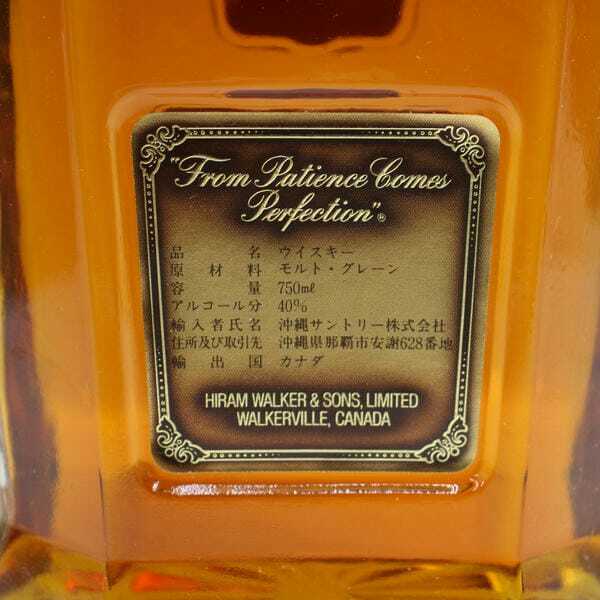 "From Patience Comes
Perfection"®
品名 ウイスキー
原材料 モルト・グレーン
容量 750ml
アルコール分 40%
輸入者氏名 沖縄サントリー株式会社
住所及び取引先 沖縄県那覇市安謝628番地
輸出国 カナダ
HIRAM WALKER & SONS, LIMITED
WALKERVILLE, CANADA